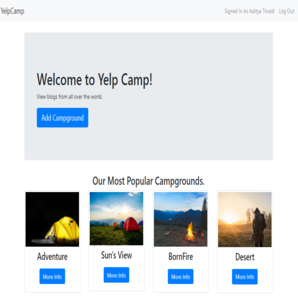 YelpCamp
Signed In As Aditya Trivedi Log Out
Welcome to Yelp Camp!
View blogs from all over the world.
Add Campground
Our Most Popular Campgrounds.
Adventure
Sun's View
BornFire
Desert
More Info
More Info
More Info
More Info